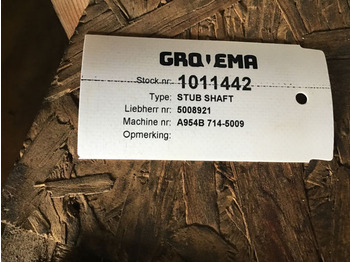 GROVEMA
Stock nr: 1011442
Type: STUB SHAFT
Liebherr nr: 5008921
Machine nr: A954B 714-5009
Opmerking: